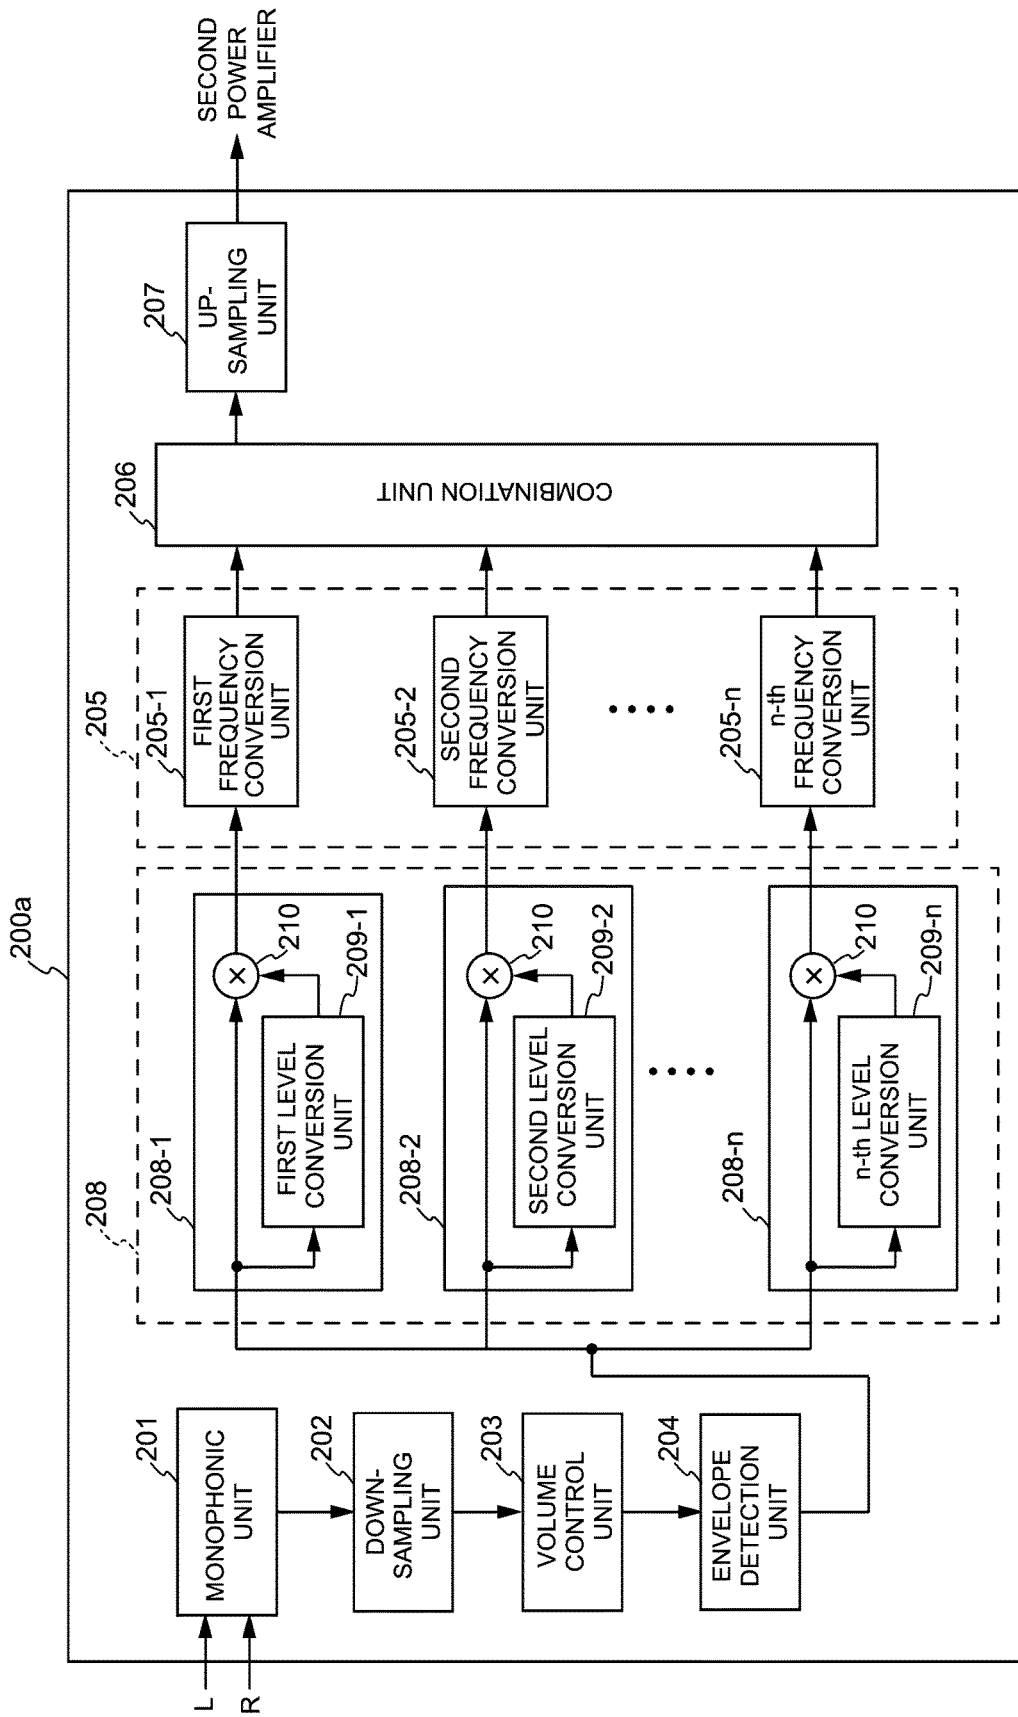 200a
L
R
201
MONOPHONIC
UNIT
202
DOWN-
SAMPLING
UNIT
203
VOLUME
CONTROL
UNIT
204
ENVELOPE
DETECTION
UNIT
208
208-1
FIRST LEVEL
CONVERSION
UNIT
210
209-1
208-2
SECOND LEVEL
CONVERSION
UNIT
210
209-2
208-n
n-th LEVEL
CONVERSION
UNIT
210
209-n
205
205-1
FIRST
FREQUENCY
CONVERSION
UNIT
205-2
SECOND
FREQUENCY
CONVERSION
UNIT
205-n
n-th
FREQUENCY
CONVERSION
UNIT
206
COMBINATION UNIT
207
UP-
SAMPLING
UNIT
SECOND
POWER
AMPLIFIER